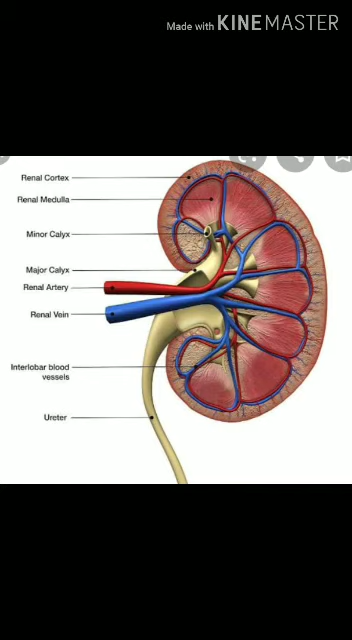 Made with KINEMASTER
Renal Cortex
Renal Medulla
Minor Calyx
Major Calyx
Renal Artery
Renal Vein
Interlobar blood
vessels
Ureter